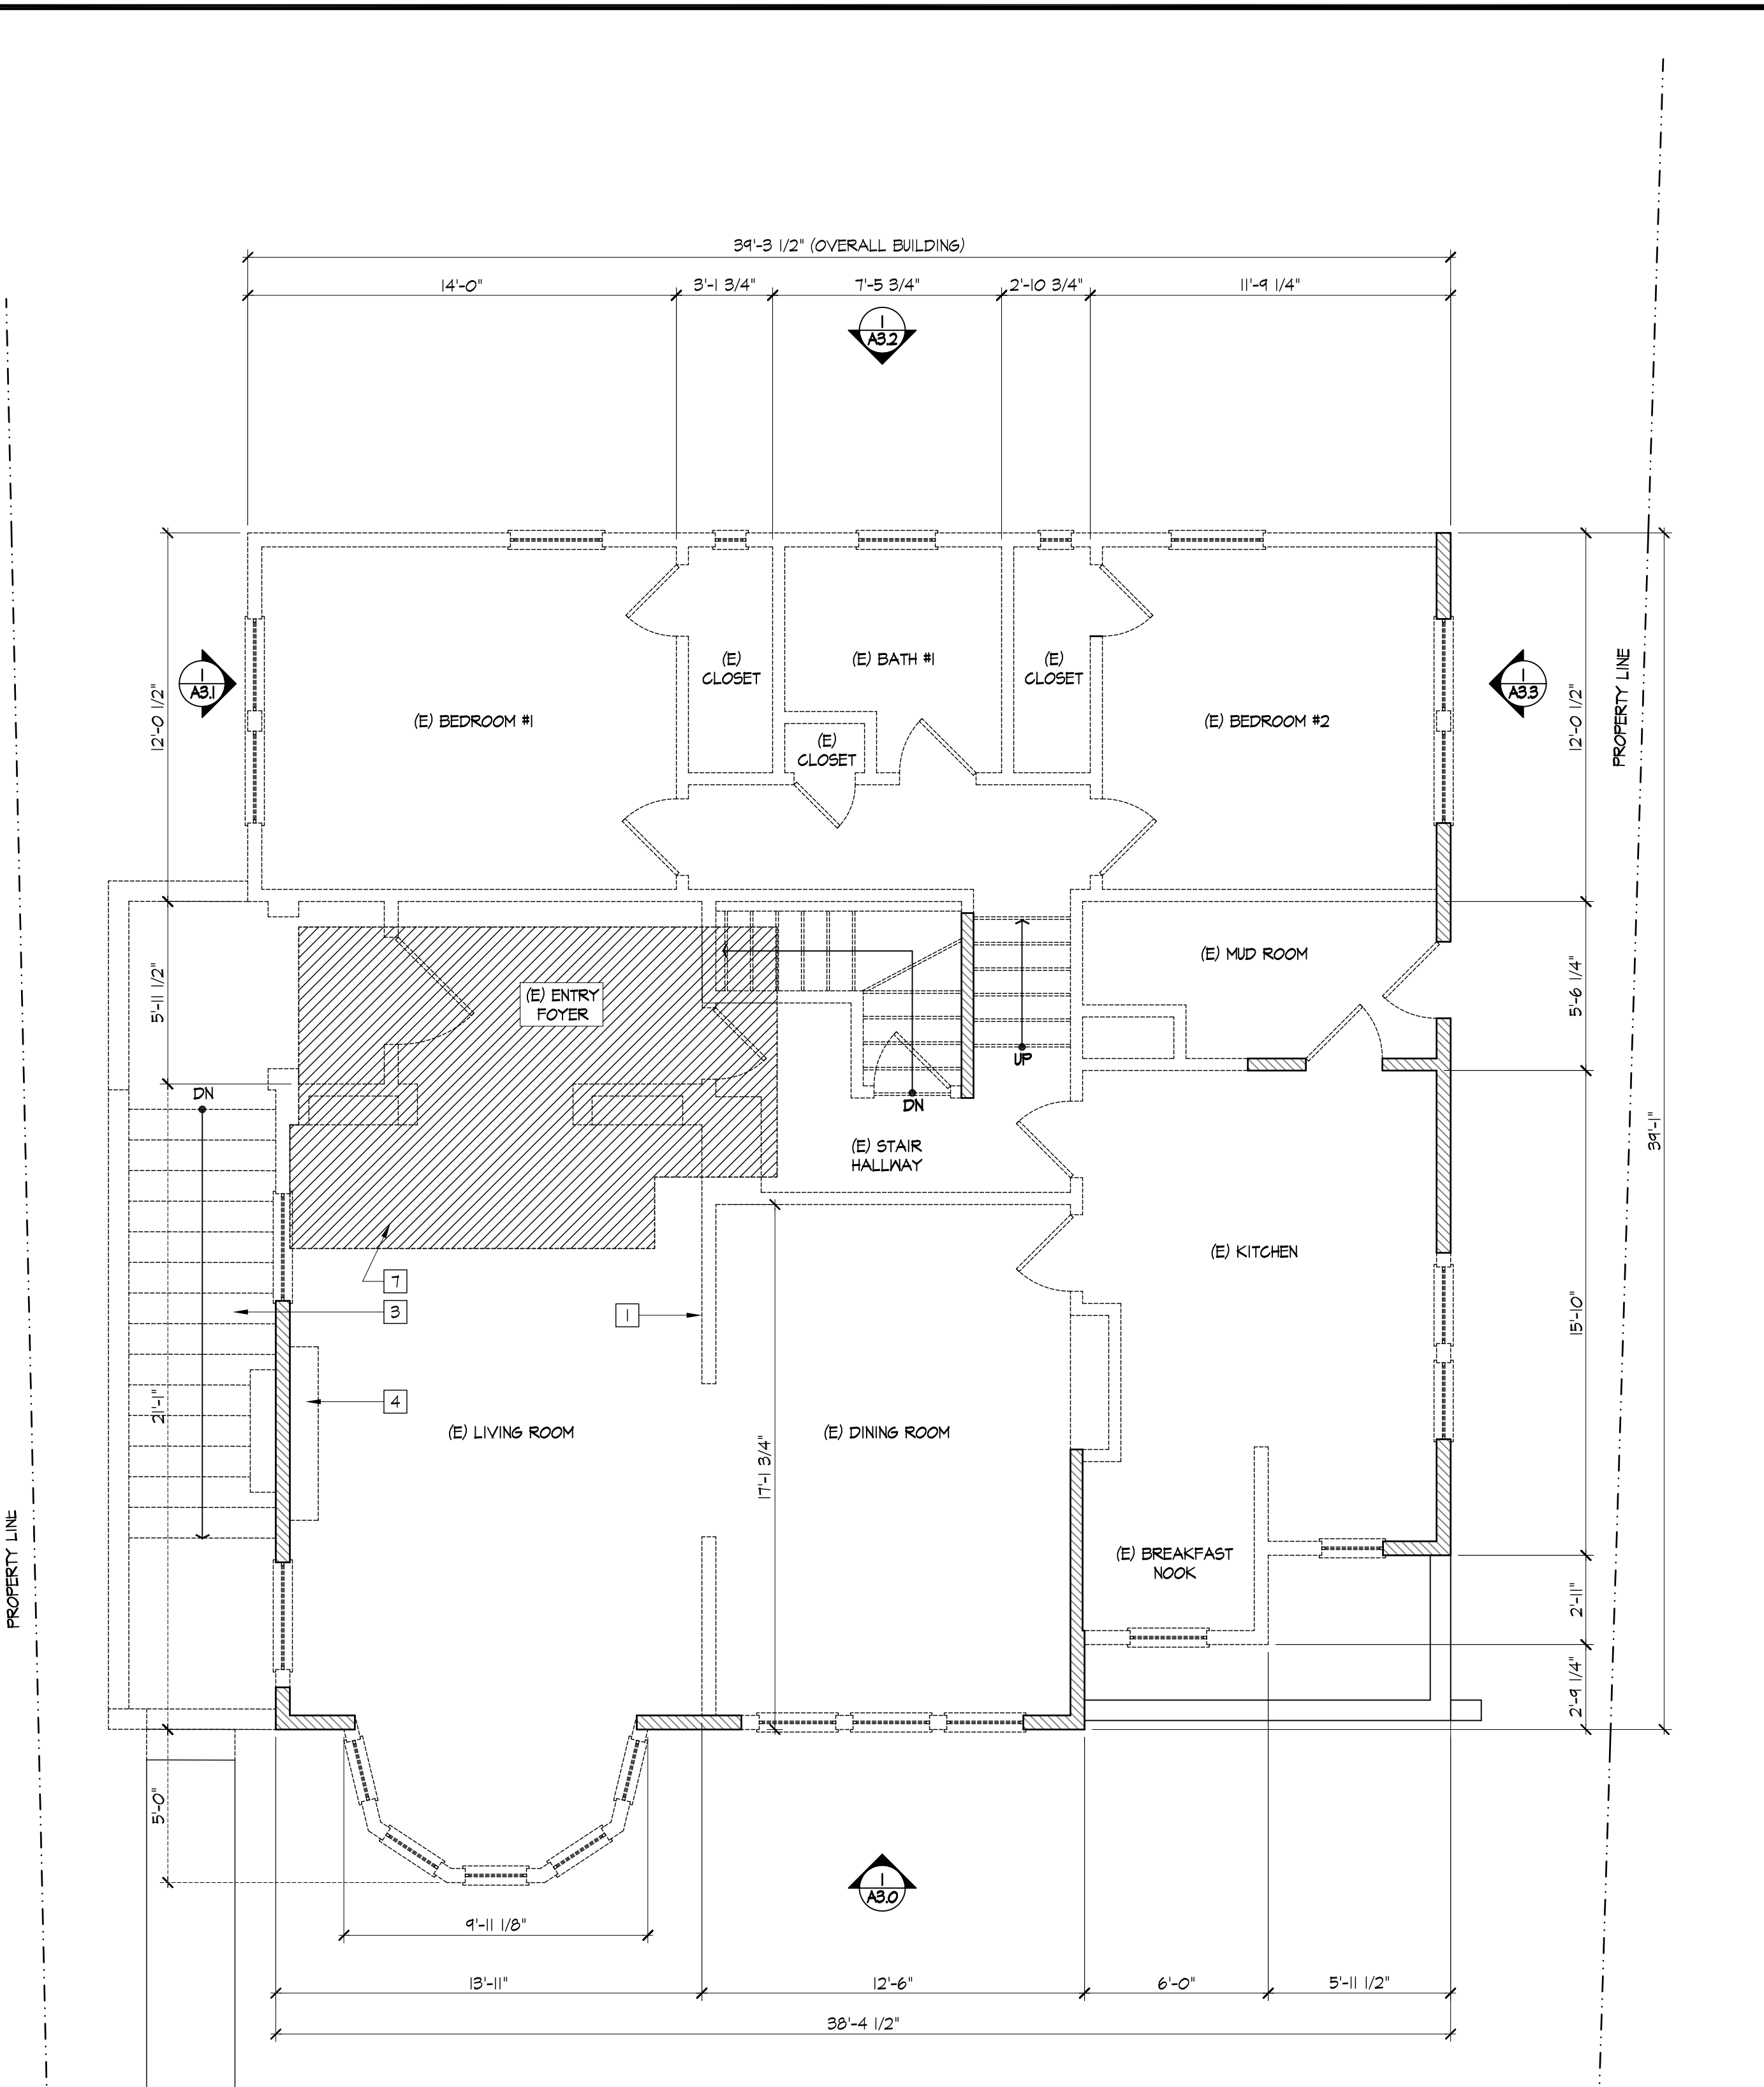 39'-3 1/2" (OVERALL BUILDING)
14'-0"
3'-1 3/4"
7'-5 3/4"
2'-10 3/4"
11'-9 1/4"
1
A3.2
12'-0 1/2"
1
A3.1
(E) BEDROOM #1
(E)
CLOSET
(E) BATH #1
(E)
CLOSET
(E)
CLOSET
(E) BEDROOM #2
1
A3.3
12'-0 1/2"
PROPERTY LINE
5'-11 1/2"
(E) ENTRY
FOYER
(E) MUD ROOM
5'-6 1/4"
UP
DN
DN
(E) STAIR
HALLWAY
39'-1"
(E) KITCHEN
7
3
1
4
15'-10"
21'-1"
(E) LIVING ROOM
(E) DINING ROOM
17'-1 3/4"
PROPERTY LINE
(E) BREAKFAST
NOOK
2'-11"
2'-9 1/4"
5'-0"
1
A3.0
9'-11 1/8"
13'-11"
12'-6"
6'-0"
5'-11 1/2"
38'-4 1/2"